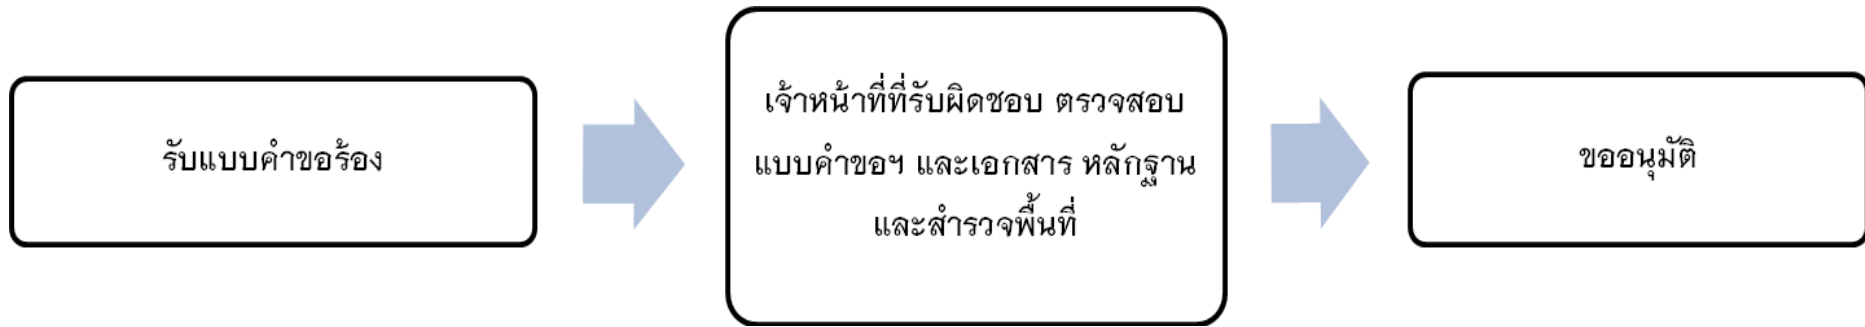 รับแบบคำขอร้อง
เจ้าหน้าที่ที่รับผิดชอบ ตรวจสอบ
แบบคำขอฯ และเอกสาร หลักฐาน
และสำรวจพื้นที่
ขออนุมัติ